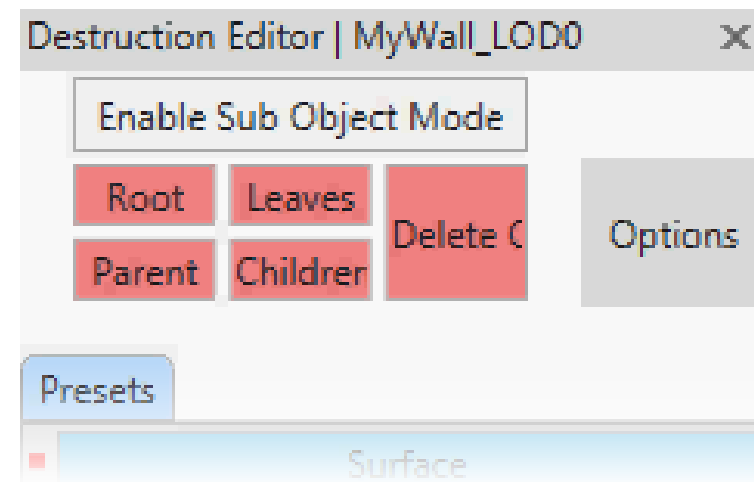 Destruction Editor | MyWall_LOD0
Enable Sub Object Mode
Root Leaves
Delete
Options
Parent Children
Presets
Surface